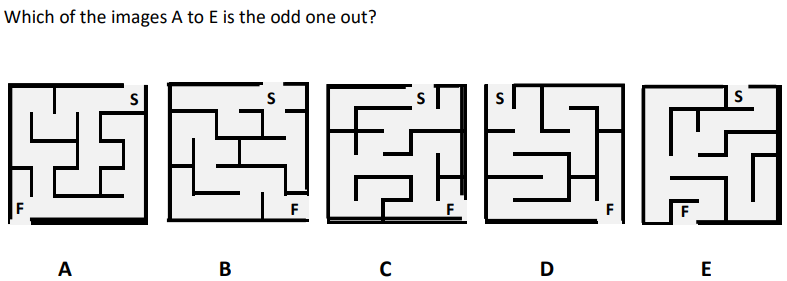 Which of the images A to E is the odd one out?
S S S S S
F F F F F
A B C D E